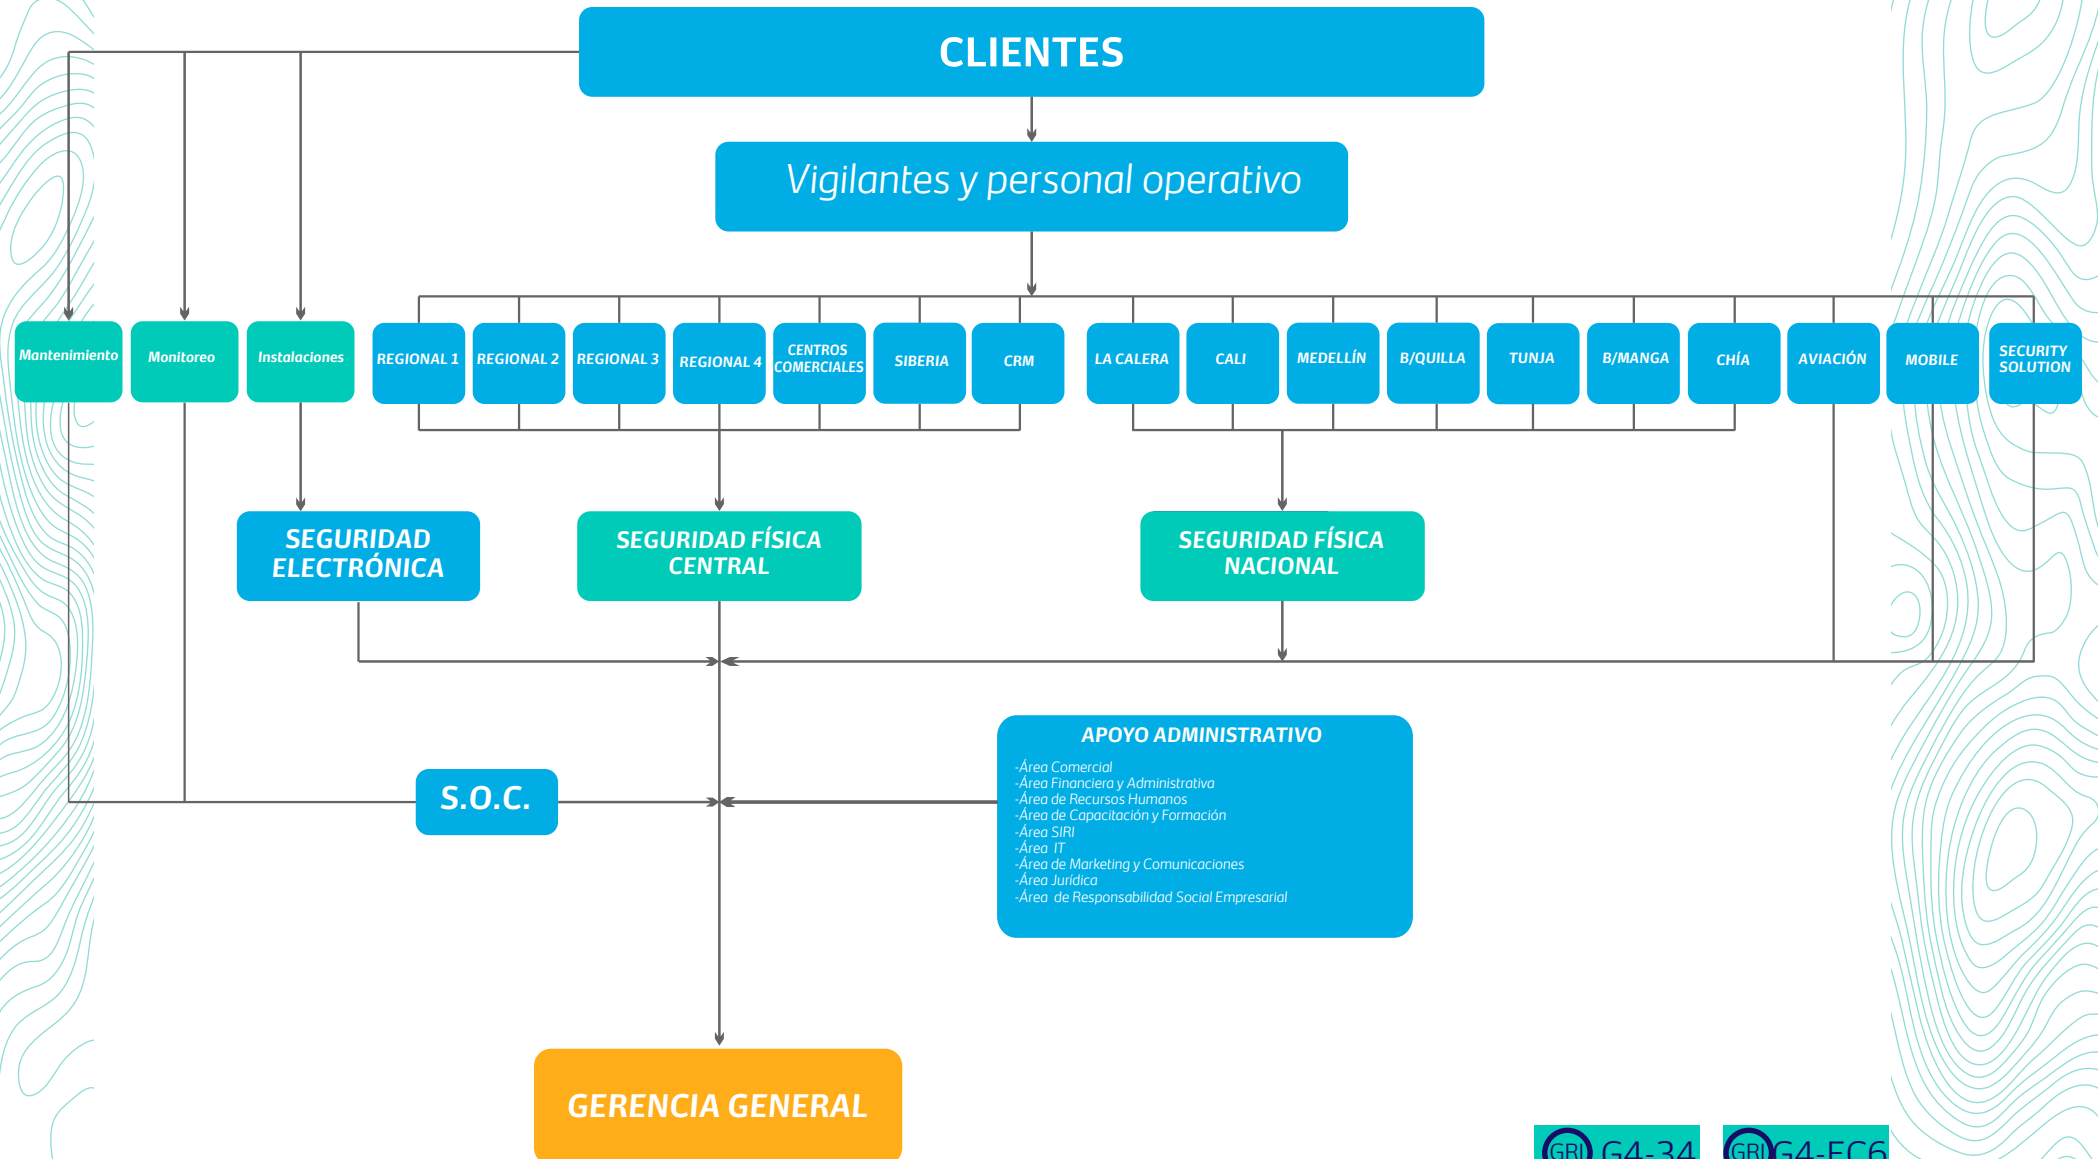 CLIENTES
Vigilantes y personal operativo
Mantenimiento
Monitoreo
Instalaciones
REGIONAL 1
REGIONAL 2
REGIONAL 3
REGIONAL 4
CENTROS
COMERCIALES
SIBERIA
CRM
LA CALERA
CALI
MEDELLÍN
B/QUILLA
TUNJA
B/MANGA
CHÍA
AVIACIÓN
MOBILE
SECURITY
SOLUTION
SEGURIDAD
ELECTRÓNICA
SEGURIDAD FÍSICA
CENTRAL
SEGURIDAD FÍSICA
NACIONAL
S.O.C.
APOYO ADMINISTRATIVO
-Área Comercial
-Área Financiera y Administrativa
-Área de Recursos Humanos
-Área de Capacitación y Formación
-Área SIRI
-Área  IT
-Área de Marketing y Comunicaciones
-Área Jurídica
-Área  de Responsabilidad Social Empresarial
GERENCIA GENERAL
GRI G4-34
GRI G4-EC6